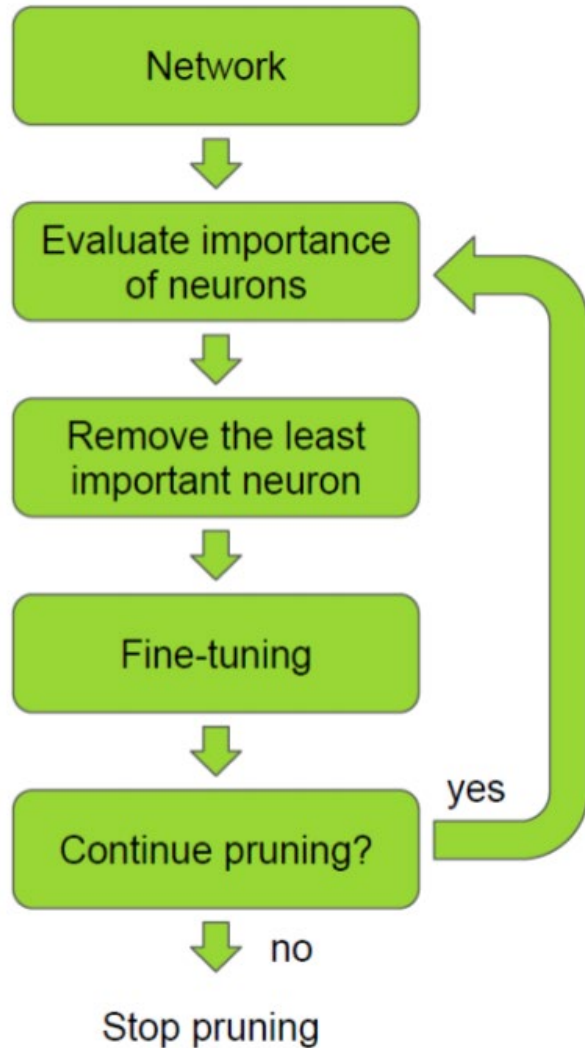 Network
Evaluate importance
of neurons
Remove the least
important neuron
Fine-tuning
Continue pruning?
yes
no
Stop pruning